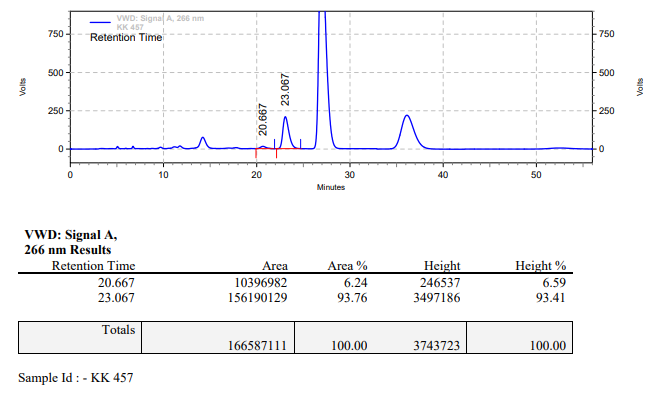 VWD: Signal A, 266 nm
KK 457
Retention Time
750
500
250
0
Volts
20.667
23.067
750
500
250
0
Volts
0
10
20
30
40
50
Minutes
VWD: Signal A,
266 nm Results
Retention Time Area Area % Height Height %
20.667 10396982 6.24 246537 6.59
23.067 156190129 93.76 3497186 93.41
Totals
166587111 100.00 3743723 100.00
Sample Id : - KK 457